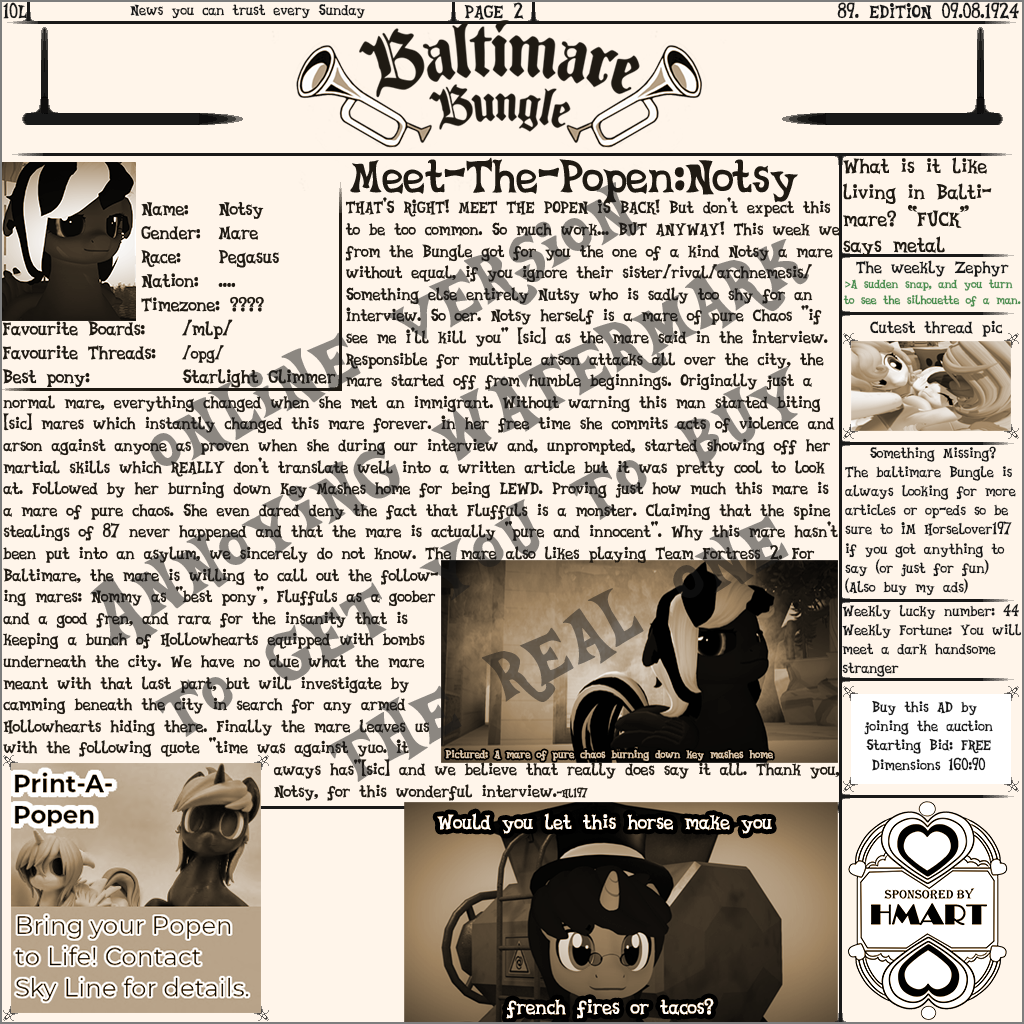 10L
News you can trust every Sunday
PAGE 2
89. EDITION 09.08.1924
Baltimare
Bungle
Name: Notsy
Gender: Mare
Race: Pegasus
Nation: ....
Timezone: ????
Favourite Boards: /mlp/
Favourite Threads: /opg/
Best pony: Starlight Glimmer
Meet-The-Popen:Notsy
THAT'S RIGHT! MEET THE POPEN IS BACK! But don't expect this
to be too common. So much work... BUT ANYWAY! This week we
from the Bungle got for you the one of a kind Notsy, a mare
without equal, if you ignore their sister/rival/archnemesis/
Something else entirely Nutsy who is sadly too shy for an
interview. So oer. Notsy herself is a mare of pure Chaos "if
see me i'll kill you" [sic] as the mare said in the interview.
Responsible for multiple arson attacks all over the city, the
mare started off from humble beginnings. Originally just a
normal mare, everything changed when she met an immigrant. Without warning this man started biting
[sic] mares which instantly changed this mare forever. In her free time she commits acts of violence and
arson against anyone as proven when she during our interview and, unprompted, started showing off her
martial skills which REALLY don't translate well into a written article but it was pretty cool to look
at. Followed by her burning down Key Mashes home for being LEWD. Proving just how much this mare is
a mare of pure chaos. She even dared deny the fact that Fluffuls is a monster. Claiming that the spine
stealings of 87 never happened and that the mare is actually "pure and innocent". Why this mare hasn't
been put into an asylum, we sincerely do not know. The mare also likes playing Team Fortress 2. For
Baltimare, the mare is willing to call out the follow-
ing mares: Nommy as "best pony", Fluffuls as a goober
and a good fren, and rara for the insanity that is
keeping a bunch of Hollowhearts equipped with bombs
underneath the city. We have no clue what the mare
meant with that last part, but will investigate by
camming beneath the city in search for any armed
Hollowhearts hiding there. Finally the mare leaves us
with the following quote "time was against yuo. it
aways has"[sic] and we believe that really does say it all. Thank you,
Notsy, for this wonderful interview.-HL197
Pictured: A mare of pure chaos burning down Key mashes home
ONLINE VERSION
ANNOYING WATERMARK
TO GET YOU TO BUY
THE REAL ONE
Print-A-
Popen
Bring your Popen
to Life! Contact
Sky Line for details.
Would you let this horse make you
french fires or tacos?
What is it like
living in Balti-
mare? "FUCK"
says metal
The weekly Zephyr
>A sudden snap, and you turn
to see the silhouette of a man.
Cutest thread pic
Something Missing?
The baltimare Bungle is
always looking for more
articles or op-eds so be
sure to IM Horselover197
if you got anything to
say (or just for fun)
(Also buy my ads)
Weekly lucky number: 44
Weekly Fortune: You will
meet a dark handsome
stranger
Buy this AD by
joining the auction
Starting Bid: FREE
Dimensions 160:90
SPONSORED BY
HMART